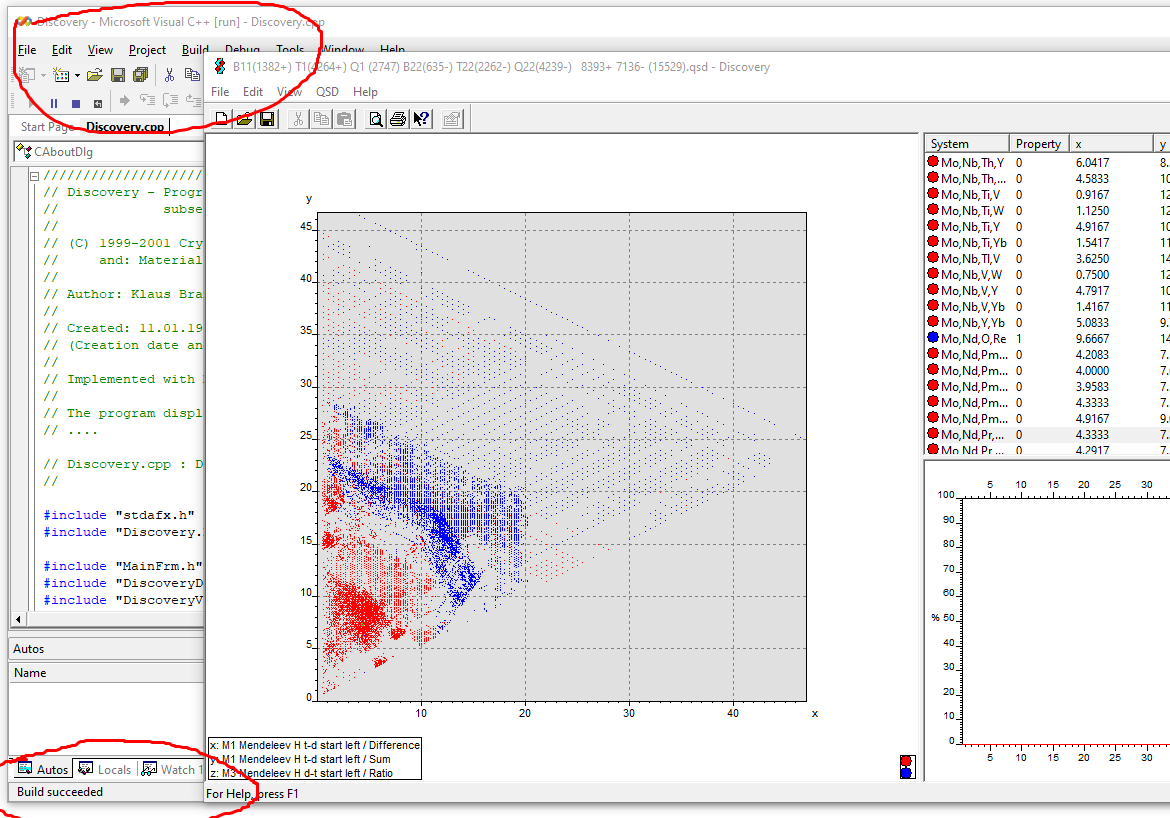 Discovery - Microsoft Visual C++ [run] - Discovery.cpp
File Edit View Project Build Debug Tools Window Help
Start Page Discovery.cpp
CAboutDlg
////////////////////
// Discovery - Progr
// subse
//
// (C) 1999-2001 Cry
// and: Material
//
// Author: Klaus Bra
//
// Created: 11.01.19
// (Creation date an
//
// Implemented with
//
// The program displ
// ....
// Discovery.cpp : D
//
#include "stdafx.h"
#include "Discovery.
#include "MainFrm.h"
#include "DiscoveryD
#include "DiscoveryV
Autos
Name
Autos Locals Watch 1
Build succeeded
B11(1382+) T1(4264+) Q1 (2747) B22(635-) T22(2262-) Q22(4239-) 8393+ 7136- (15529).qsd - Discovery
File Edit View QSD Help
y
45
40
35
30
25
20
15
10
5
0
10 20 30 40 x
x: M1 Mendeleev H t-d start left / Difference
y: M1 Mendeleev H t-d start left / Sum
z: M3 Mendeleev H d-t start left / Ratio
For Help, press F1
System Property x y
Mo,Nb,Th,Y 0 6.0417 8.
Mo,Nb,Th,... 0 4.5833 10
Mo,Nb,Ti,V 0 0.9167 12
Mo,Nb,Ti,W 0 1.1250 12
Mo,Nb,Ti,Y 0 4.9167 10
Mo,Nb,Ti,Yb 0 1.5417 11
Mo,Nb,Tl,V 0 3.6250 14
Mo,Nb,V,W 0 0.7500 12
Mo,Nb,V,Y 0 4.7917 10
Mo,Nb,V,Yb 0 1.4167 11
Mo,Nb,Y,Yb 0 5.0833 9.
Mo,Nd,O,Re 1 9.6667 14
Mo,Nd,Pm... 0 4.2083 7.
Mo,Nd,Pm... 0 4.0000 7.
Mo,Nd,Pm... 0 3.9583 7.
Mo,Nd,Pm... 0 4.3333 7.
Mo,Nd,Pm... 0 4.9167 9.
Mo,Nd,Pr,... 0 4.3333 7.
Mo,Nd,Pr,... 0 4.2917 7.
5 10 15 20 25 30
100
90
80
70
60
% 50
40
30
20
10
0
5 10 15 20 25 30